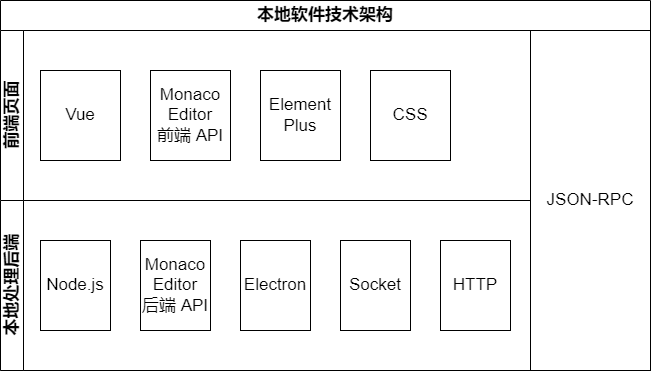 本地软件技术架构
前端页面
Vue
Monaco
Editor
前端 API
Element
Plus
CSS
JSON-RPC
本地处理后端
Node.js
Monaco
Editor
后端 API
Electron
Socket
HTTP